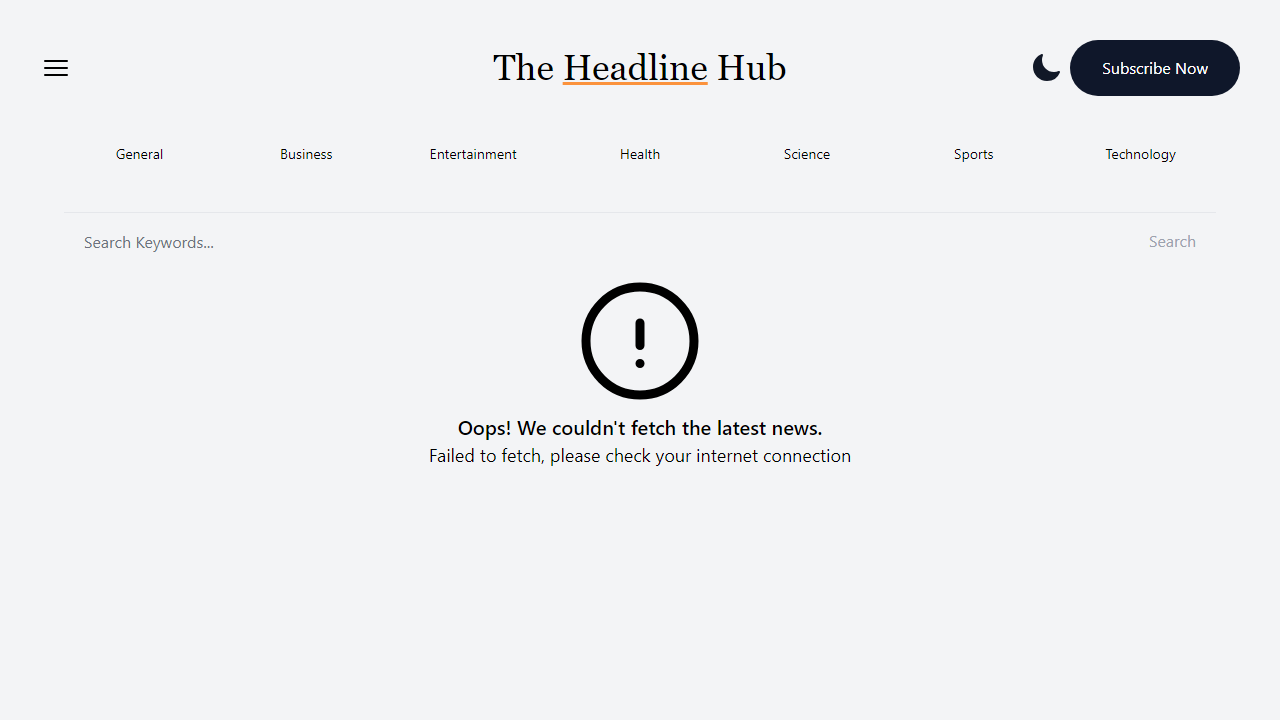 The Headline Hub
Subscribe Now
General Business Entertainment Health Science Sports Technology
Search Keywords... Search
Oops! We couldn't fetch the latest news.
Failed to fetch, please check your internet connection